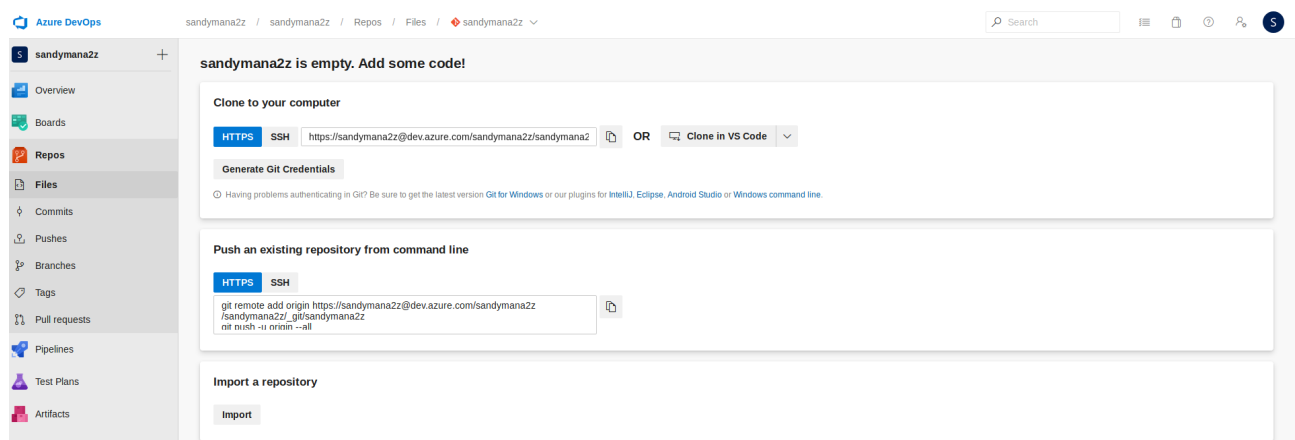 Azure DevOps
sandymana2z / sandymana2z / Repos / Files / sandymana2z
Search
S
S sandymana2z
Overview
Boards
Repos
Files
Commits
Pushes
Branches
Tags
Pull requests
Pipelines
Test Plans
Artifacts
sandymana2z is empty. Add some code!
Clone to your computer
HTTPS SSH https://sandymana2z@dev.azure.com/sandymana2z/sandymana2 OR Clone in VS Code
Generate Git Credentials
Having problems authenticating in Git? Be sure to get the latest version Git for Windows or our plugins for IntelliJ, Eclipse, Android Studio or Windows command line.
Push an existing repository from command line
HTTPS SSH
git remote add origin https://sandymana2z@dev.azure.com/sandymana2z
/sandymana2z/_git/sandymana2z
git push -u origin --all
Import a repository
Import